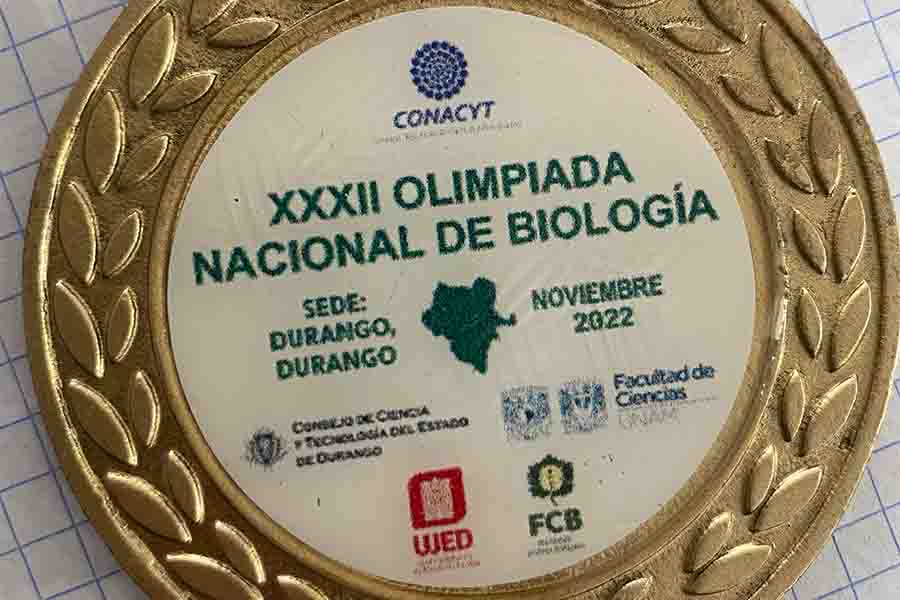 CONACYT
XXXII OLIMPIADA
NACIONAL DE BIOLOGÍA
SEDE:
DURANGO,
DURANGO
NOVIEMBRE
2022
CONSEJO DE CIENCIA
Y TECNOLOGÍA DEL ESTADO
DE DURANGO
Facultad de
Ciencias
UNAM
UJED
FCB